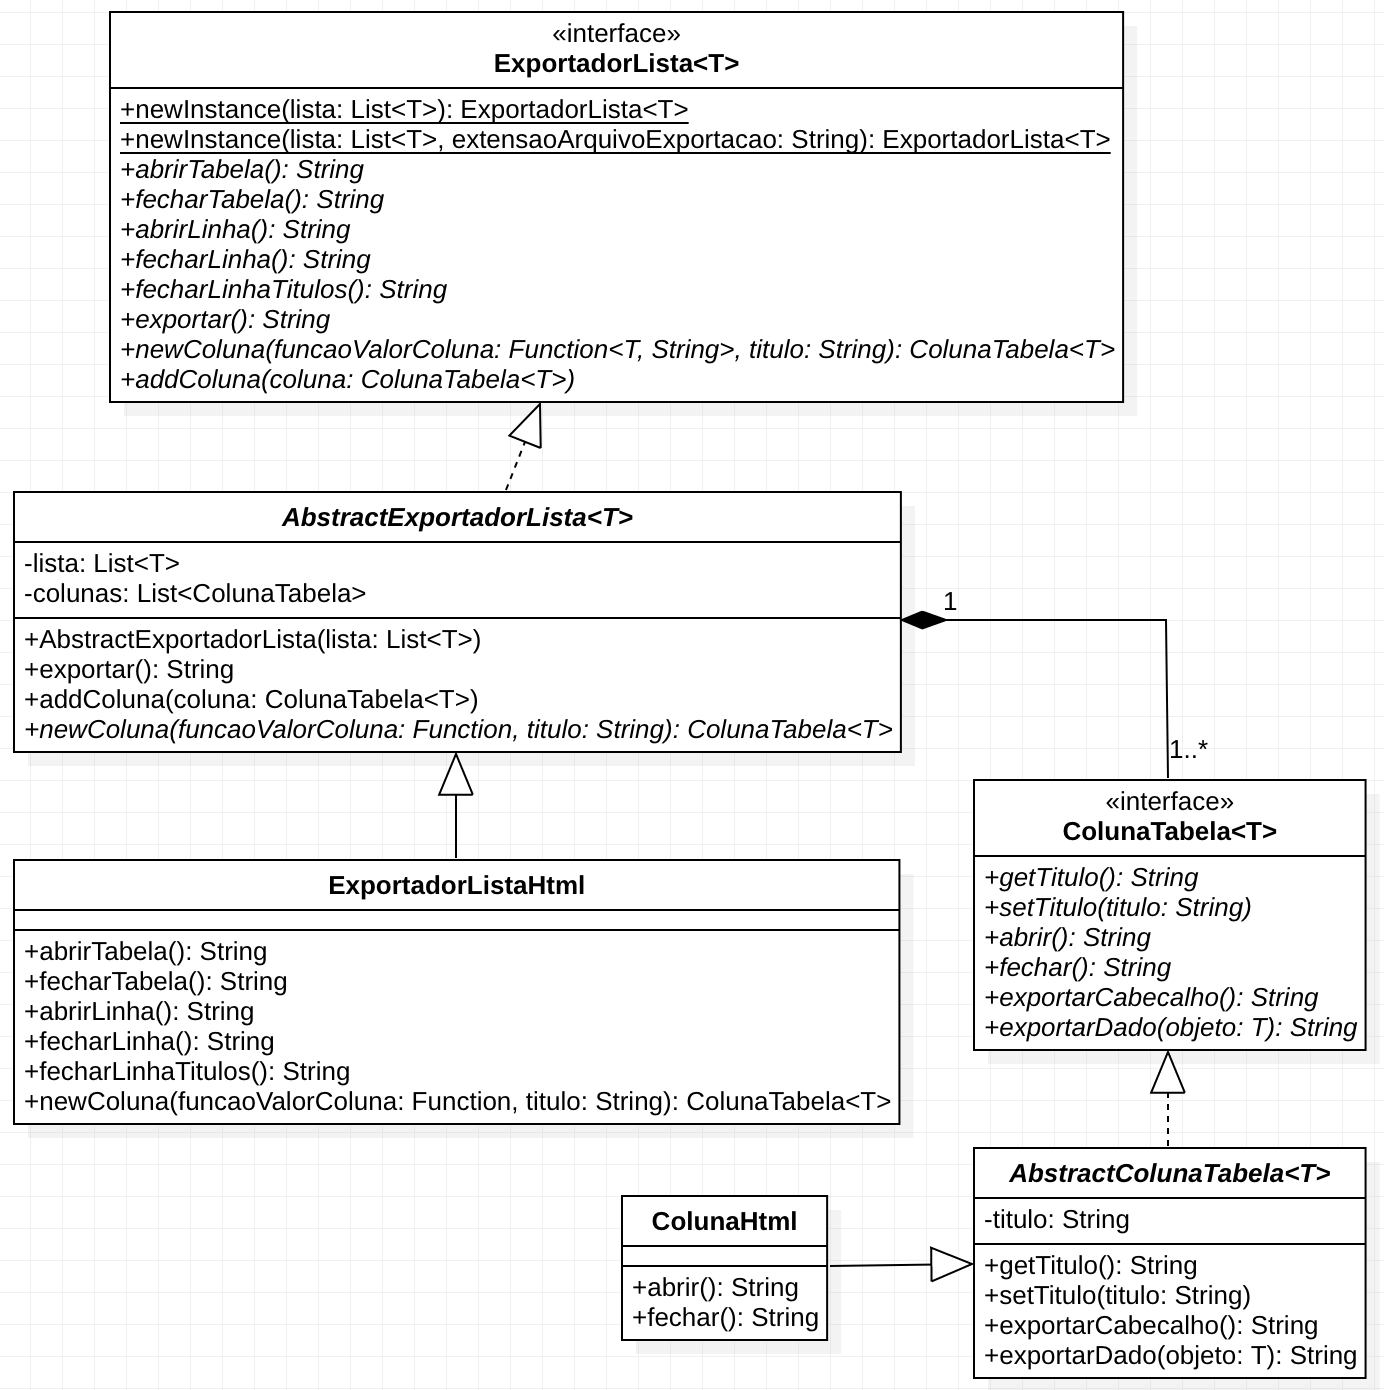 «interface»
ExportadorLista<T>
+newInstance(lista: List<T>): ExportadorLista<T>
+newInstance(lista: List<T>, extensaoArquivoExportacao: String): ExportadorLista<T>
+abrirTabela(): String
+fecharTabela(): String
+abrirLinha(): String
+fecharLinha(): String
+fecharLinhaTitulos(): String
+exportar(): String
+newColuna(funcaoValorColuna: Function<T, String>, titulo: String): ColunaTabela<T>
+addColuna(coluna: ColunaTabela<T>)
AbstractExportadorLista<T>
-lista: List<T>
-colunas: List<ColunaTabela>
+AbstractExportadorLista(lista: List<T>)
+exportar(): String
+addColuna(coluna: ColunaTabela<T>)
+newColuna(funcaoValorColuna: Function, titulo: String): ColunaTabela<T>
1
1..*
«interface»
ColunaTabela<T>
+getTitulo(): String
+setTitulo(titulo: String)
+abrir(): String
+fechar(): String
+exportarCabecalho(): String
+exportarDado(objeto: T): String
ExportadorListaHtml
+abrirTabela(): String
+fecharTabela(): String
+abrirLinha(): String
+fecharLinha(): String
+fecharLinhaTitulos(): String
+newColuna(funcaoValorColuna: Function, titulo: String): ColunaTabela<T>
ColunaHtml
+abrir(): String
+fechar(): String
AbstractColunaTabela<T>
-titulo: String
+getTitulo(): String
+setTitulo(titulo: String)
+exportarCabecalho(): String
+exportarDado(objeto: T): String